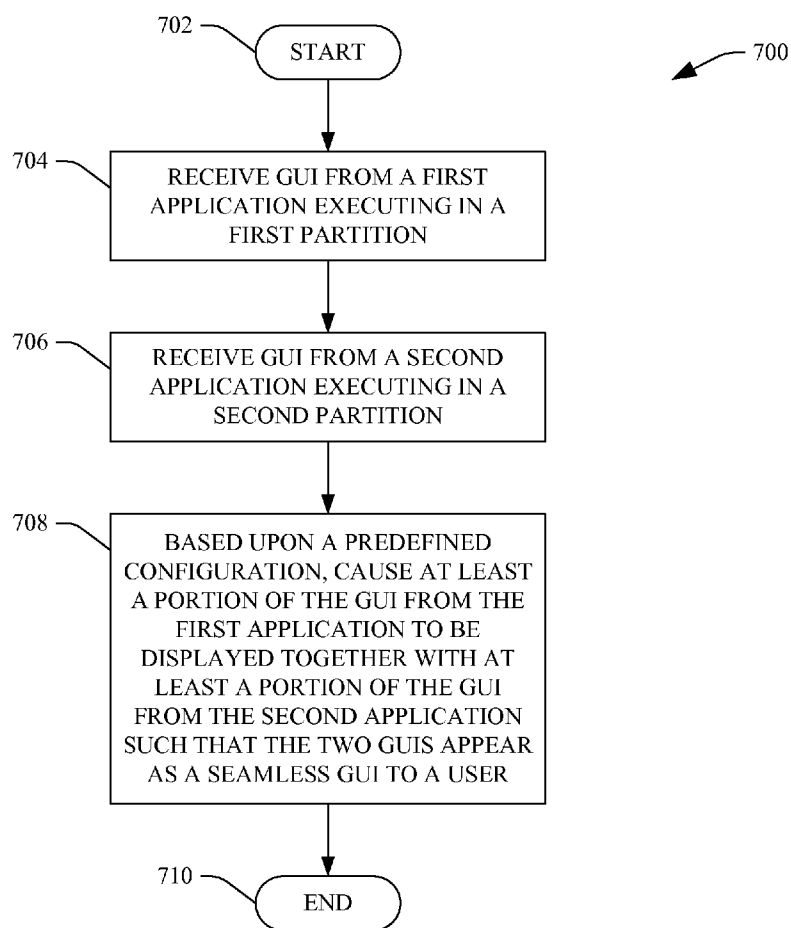 702
START
700
704
RECEIVE GUI FROM A FIRST
APPLICATION EXECUTING IN A
FIRST PARTITION
706
RECEIVE GUI FROM A SECOND
APPLICATION EXECUTING IN A
SECOND PARTITION
708
BASED UPON A PREDEFINED
CONFIGURATION, CAUSE AT LEAST
A PORTION OF THE GUI FROM THE
FIRST APPLICATION TO BE
DISPLAYED TOGETHER WITH AT
LEAST A PORTION OF THE GUI
FROM THE SECOND APPLICATION
SUCH THAT THE TWO GUIS APPEAR
AS A SEAMLESS GUI TO A USER
710
END